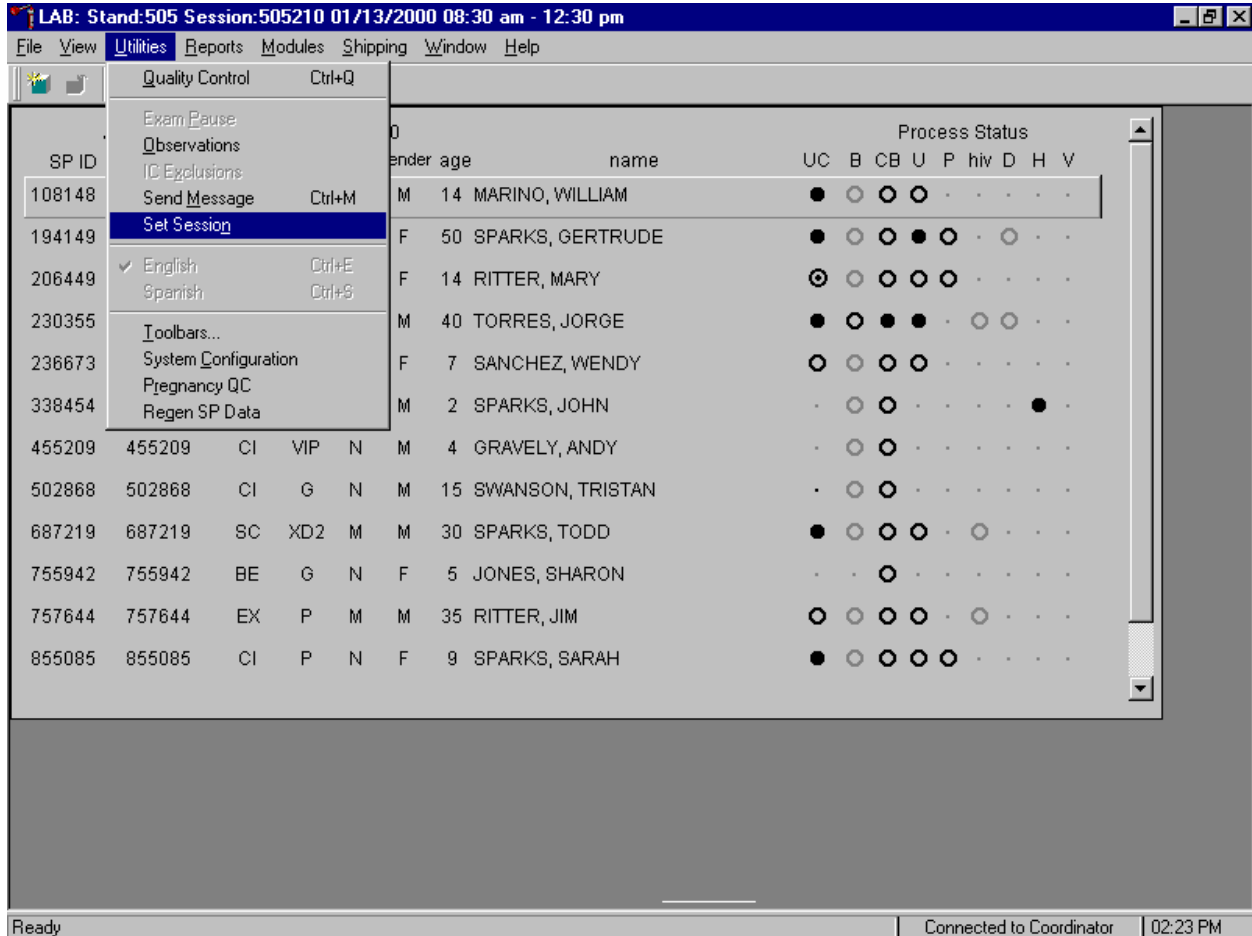 LAB: Stand:505 Session:505210 01/13/2000 08:30 am - 12:30 pm
File View Utilities Reports Modules Shipping Window Help
Quality Control Ctrl+Q
Exam Pause
Observations
IC Exclusions
Send Message Ctrl+M
Set Session
English Ctrl+E
Spanish Ctrl+S
Toolbars...
System Configuration
Pregnancy QC
Regen SP Data
0 Process Status
SP ID ender age name UC B CB U P hiv D H V
108148 M 14 MARINO, WILLIAM
194149 F 50 SPARKS, GERTRUDE
206449 F 14 RITTER, MARY
230355 M 40 TORRES, JORGE
236673 F 7 SANCHEZ, WENDY
338454 M 2 SPARKS, JOHN
455209 455209 CI VIP N M 4 GRAVELY, ANDY
502868 502868 CI G N M 15 SWANSON, TRISTAN
687219 687219 SC XD2 M M 30 SPARKS, TODD
755942 755942 BE G N F 5 JONES, SHARON
757644 757644 EX P M M 35 RITTER, JIM
855085 855085 CI P N F 9 SPARKS, SARAH
Ready Connected to Coordinator 02:23 PM